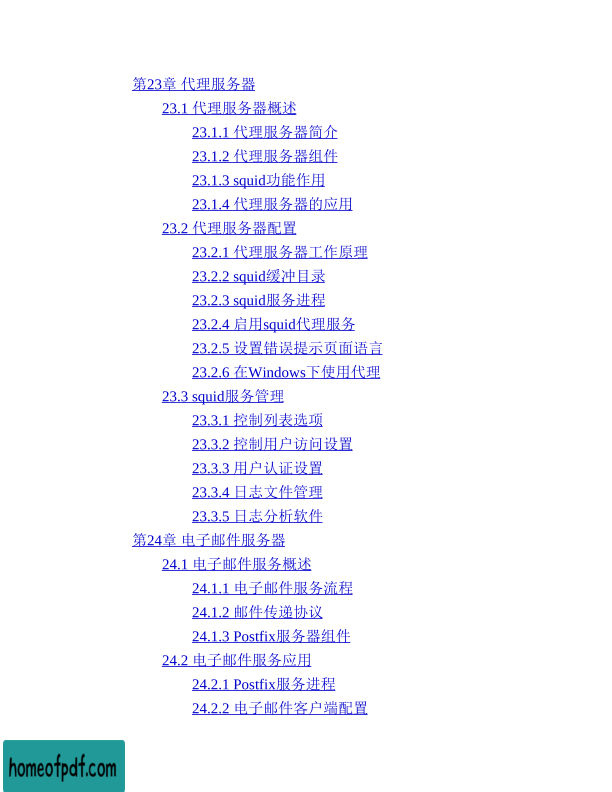 第23章 代理服务器
23.1 代理服务器概述
23.1.1 代理服务器简介
23.1.2 代理服务器组件
23.1.3 squid功能作用
23.1.4 代理服务器的应用
23.2 代理服务器配置
23.2.1 代理服务器工作原理
23.2.2 squid缓冲目录
23.2.3 squid服务进程
23.2.4 启用squid代理服务
23.2.5 设置错误提示页面语言
23.2.6 在Windows下使用代理
23.3 squid服务管理
23.3.1 控制列表选项
23.3.2 控制用户访问设置
23.3.3 用户认证设置
23.3.4 日志文件管理
23.3.5 日志分析软件
第24章 电子邮件服务器
24.1 电子邮件服务概述
24.1.1 电子邮件服务流程
24.1.2 邮件传递协议
24.1.3 Postfix服务器组件
24.2 电子邮件服务应用
24.2.1 Postfix服务进程
24.2.2 电子邮件客户端配置
homeofpdf.com